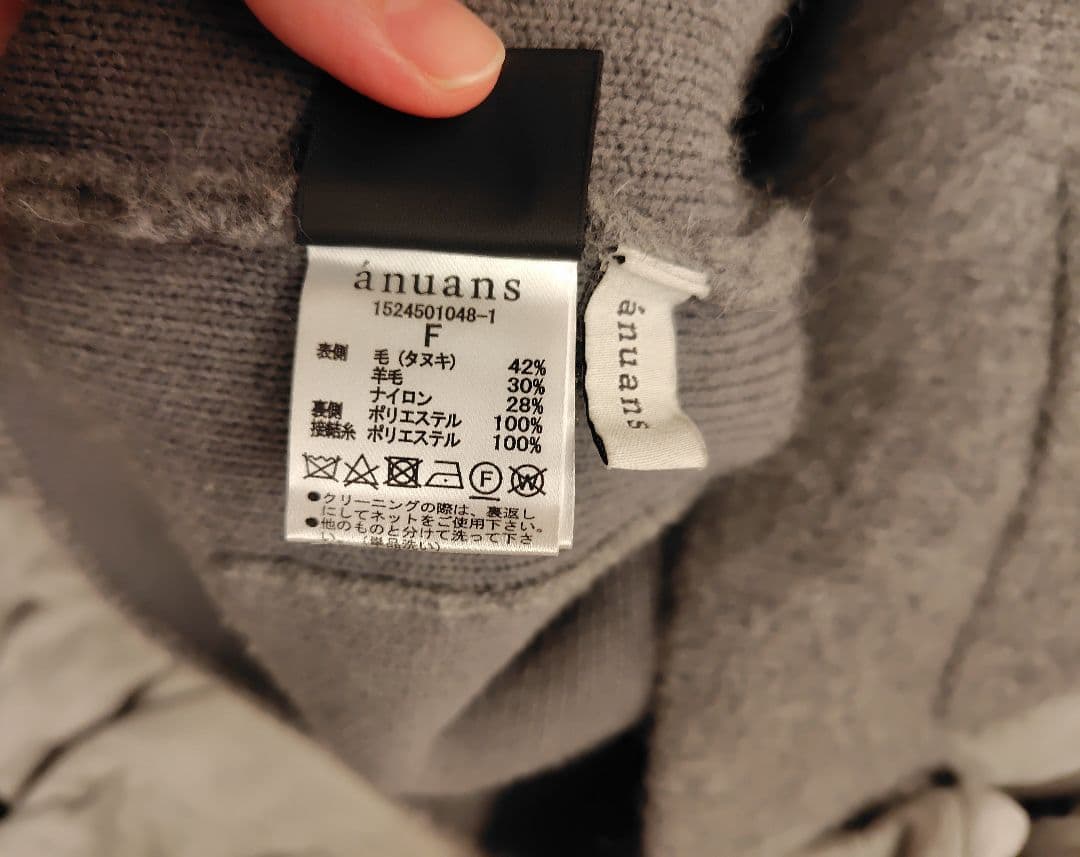 ánuans
1524501048-1
F
表側 毛（タヌキ） 42%
羊毛 30%
ナイロン 28%
裏側 ポリエステル 100%
接結糸 ポリエステル 100%
F W
●クリーニングの際は、裏返し
にしてネットをご使用下さい。
●他のものと分けて洗って下さ
い。（単品洗い）
ánuans